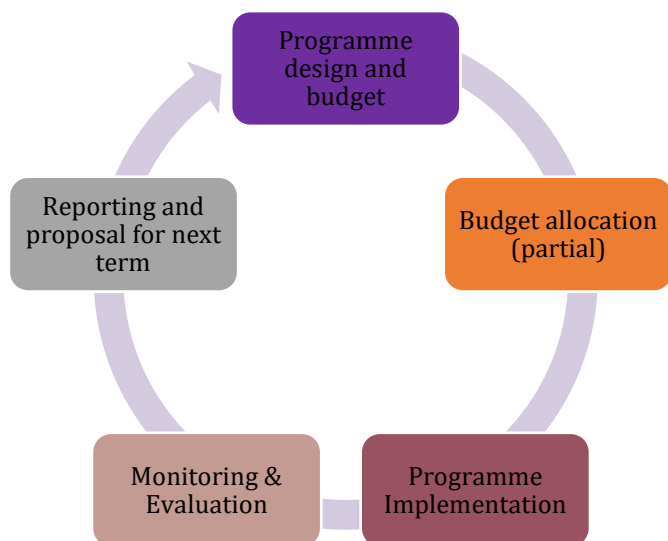 Programme
design and
budget
Budget allocation
(partial)
Programme
Implementation
Monitoring &
Evaluation
Reporting and
proposal for next
term